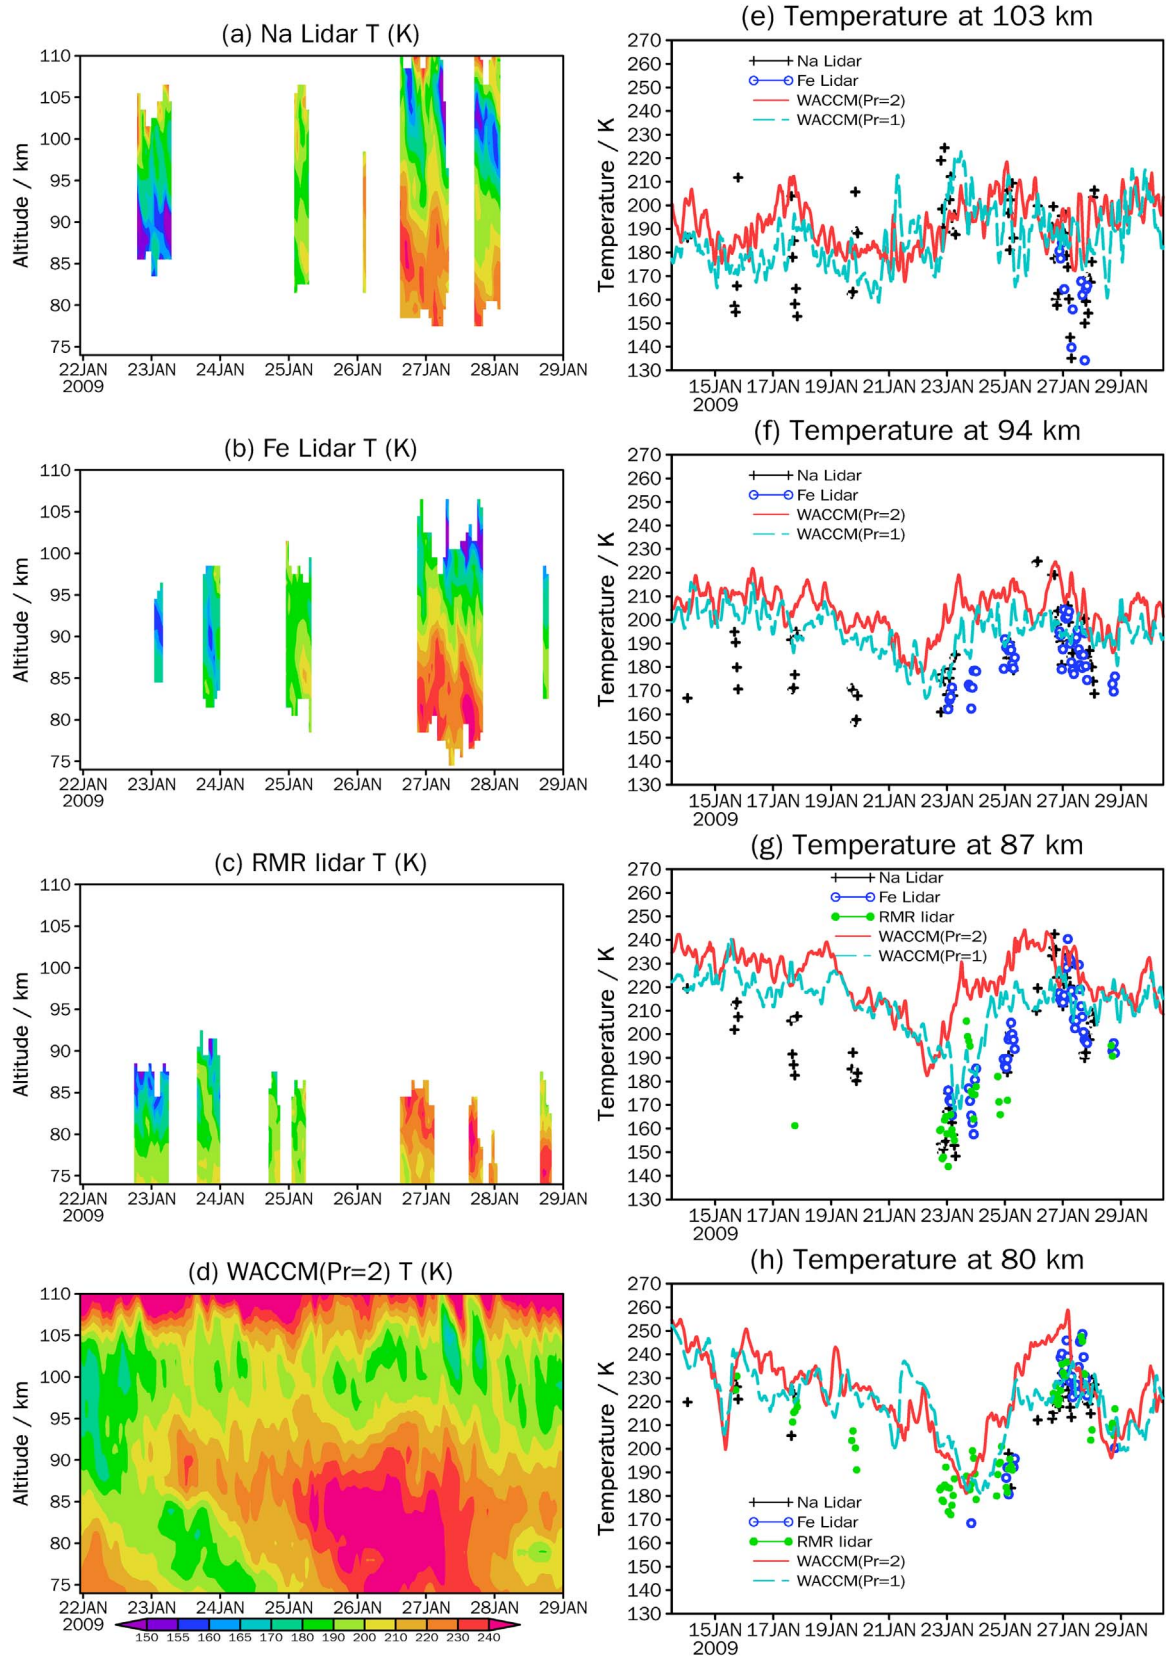 (a) Na Lidar T (K)
Altitude / km
110
105
100
95
90
85
80
75
22JAN 23JAN 24JAN 25JAN 26JAN 27JAN 28JAN 29JAN
2009
(b) Fe Lidar T (K)
Altitude / km
110
105
100
95
90
85
80
75
22JAN 23JAN 24JAN 25JAN 26JAN 27JAN 28JAN 29JAN
2009
(c) RMR lidar T (K)
Altitude / km
110
105
100
95
90
85
80
75
22JAN 23JAN 24JAN 25JAN 26JAN 27JAN 28JAN 29JAN
2009
(d) WACCM(Pr=2) T (K)
Altitude / km
110
105
100
95
90
85
80
75
22JAN 23JAN 24JAN 25JAN 26JAN 27JAN 28JAN 29JAN
2009
150 155 160 165 170 180 190 200 210 220 230 240
(e) Temperature at 103 km
Temperature / K
270
260
250
240
230
220
210
200
190
180
170
160
150
140
130
Na Lidar
Fe Lidar
WACCM(Pr=2)
WACCM(Pr=1)
15JAN 17JAN 19JAN 21JAN 23JAN 25JAN 27JAN 29JAN
2009
(f) Temperature at 94 km
Temperature / K
270
260
250
240
230
220
210
200
190
180
170
160
150
140
130
Na Lidar
Fe Lidar
WACCM(Pr=2)
WACCM(Pr=1)
15JAN 17JAN 19JAN 21JAN 23JAN 25JAN 27JAN 29JAN
2009
(g) Temperature at 87 km
Temperature / K
270
260
250
240
230
220
210
200
190
180
170
160
150
140
130
Na Lidar
Fe Lidar
RMR lidar
WACCM(Pr=2)
WACCM(Pr=1)
15JAN 17JAN 19JAN 21JAN 23JAN 25JAN 27JAN 29JAN
2009
(h) Temperature at 80 km
Temperature / K
270
260
250
240
230
220
210
200
190
180
170
160
150
140
130
Na Lidar
Fe Lidar
RMR lidar
WACCM(Pr=2)
WACCM(Pr=1)
15JAN 17JAN 19JAN 21JAN 23JAN 25JAN 27JAN 29JAN
2009